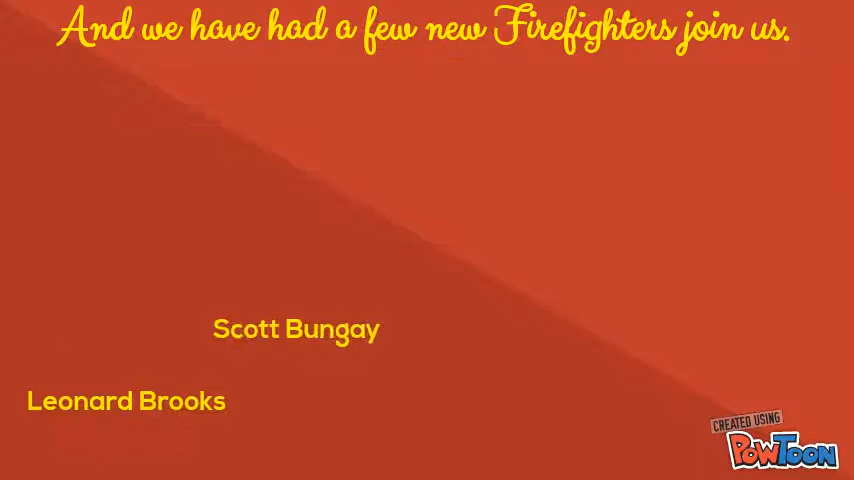 And we have had a few new Firefighters join us.
Scott Bungay
Leonard Brooks
CREATED USING
POWTOON